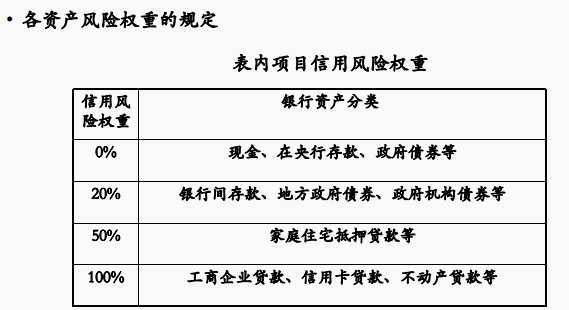 • 各资产风险权重的规定
表内项目信用风险权重
信用风险权重 银行资产分类
0% 现金、在央行存款、政府债券等
20% 银行间存款、地方政府债券、政府机构债券等
50% 家庭住宅抵押贷款等
100% 工商企业贷款、信用卡贷款、不动产贷款等